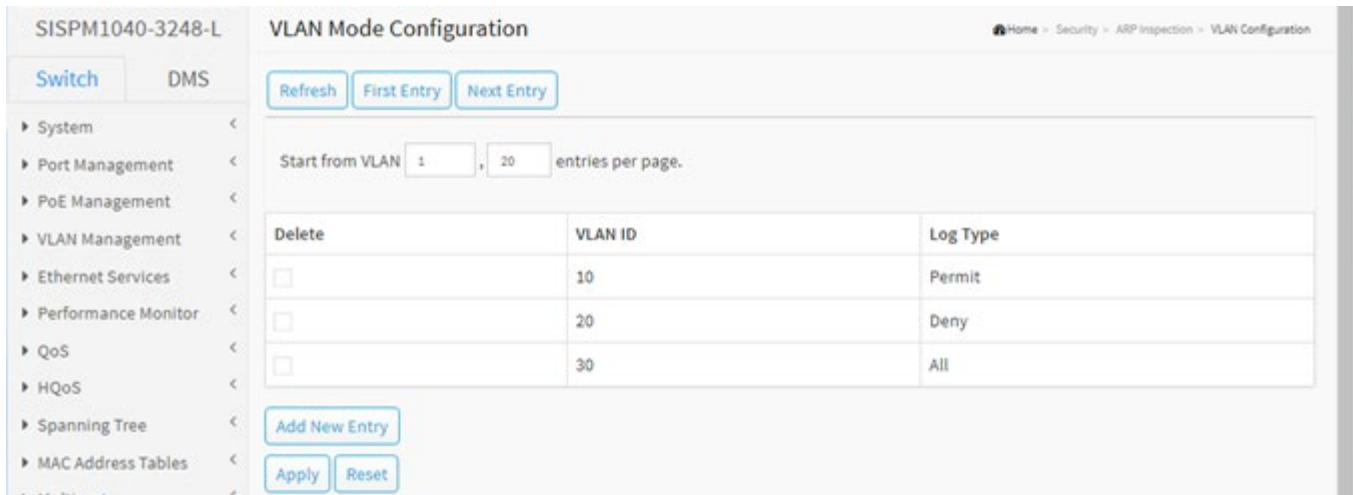 SISPM1040-3248-L
VLAN Mode Configuration
Home > Security > ARP Inspection > VLAN Configuration
Switch DMS
Refresh First Entry Next Entry
System
Port Management
PoE Management
VLAN Management
Ethernet Services
Performance Monitor
QoS
HQoS
Spanning Tree
MAC Address Tables
Start from VLAN 1 , 20 entries per page.
Delete VLAN ID Log Type
10 Permit
20 Deny
30 All
Add New Entry
Apply Reset